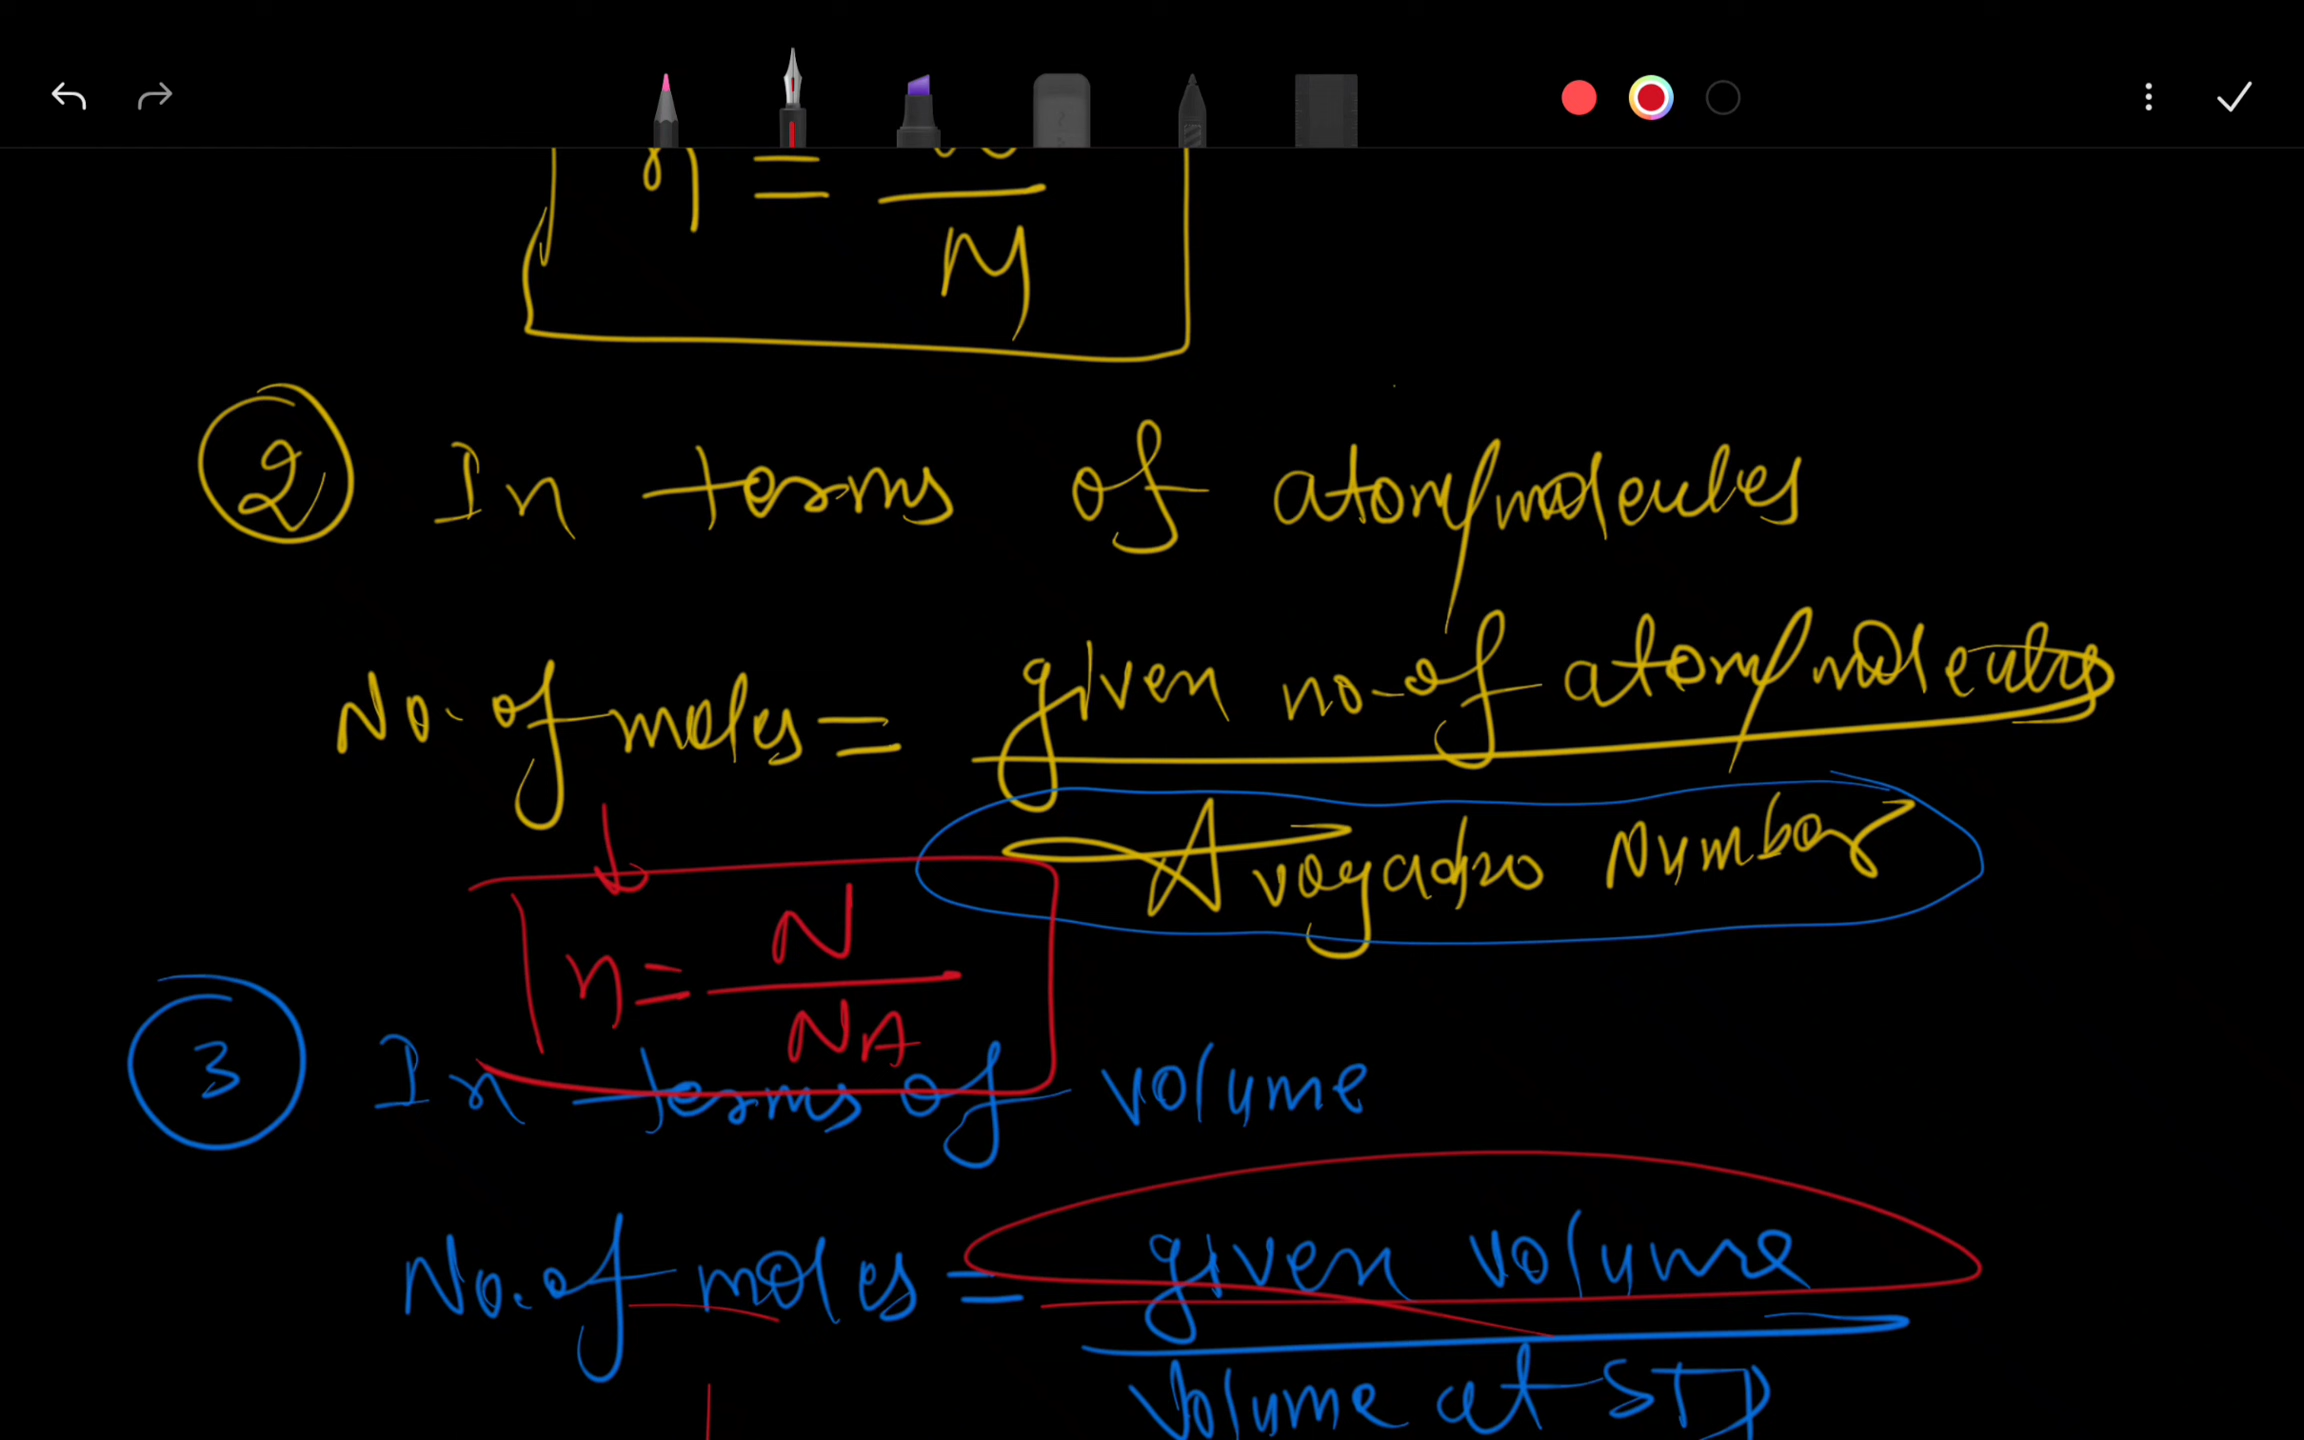 n =
M
2 In terms of atom/molecules
No. of moles = given no. of atom/molecules
Avogadro Number
n = N
NA
3 In terms of volume
No. of moles = given volume
Volume at STP